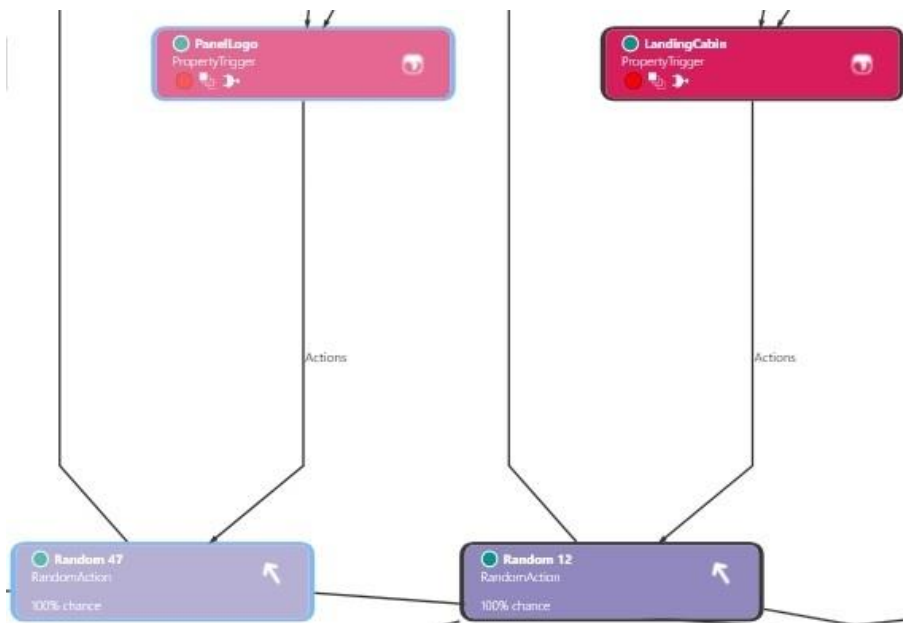 PanelLogo
PropertyTrigger
LandingCabin
PropertyTrigger
Actions
Actions
Random 47
RandomAction
100% chance
Random 12
RandomAction
100% chance